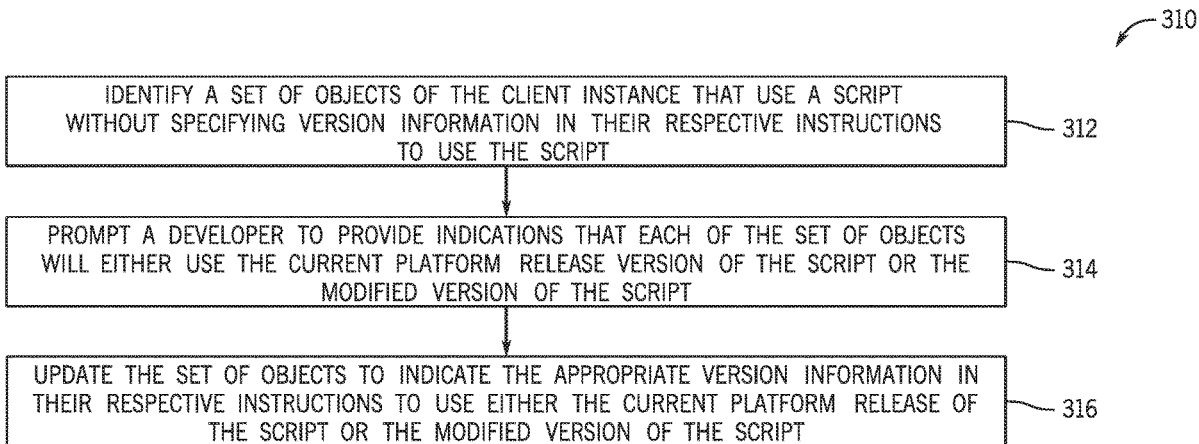 310
IDENTIFY A SET OF OBJECTS OF THE CLIENT INSTANCE THAT USE A SCRIPT
WITHOUT SPECIFYING VERSION INFORMATION IN THEIR RESPECTIVE INSTRUCTIONS
TO USE THE SCRIPT
312
PROMPT A DEVELOPER TO PROVIDE INDICATIONS THAT EACH OF THE SET OF OBJECTS
WILL EITHER USE THE CURRENT PLATFORM RELEASE VERSION OF THE SCRIPT OR THE
MODIFIED VERSION OF THE SCRIPT
314
UPDATE THE SET OF OBJECTS TO INDICATE THE APPROPRIATE VERSION INFORMATION IN
THEIR RESPECTIVE INSTRUCTIONS TO USE EITHER THE CURRENT PLATFORM RELEASE OF
THE SCRIPT OR THE MODIFIED VERSION OF THE SCRIPT
316